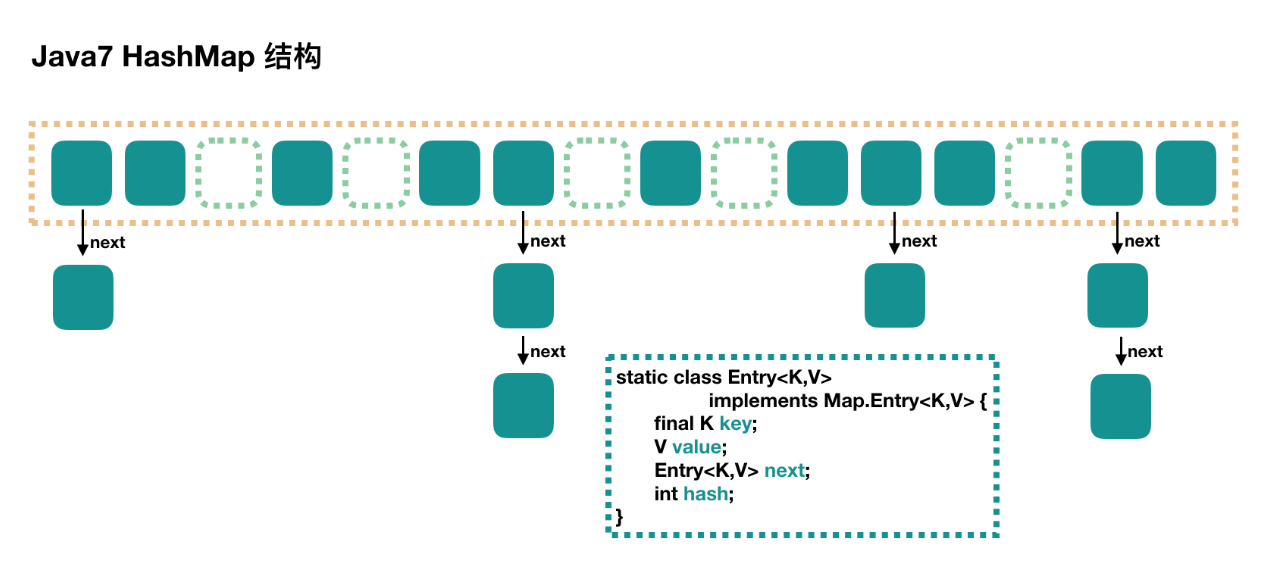 Java7 HashMap 结构
next
next
next
next
next
next
static class Entry<K,V>
implements Map.Entry<K,V> {
final K key;
V value;
Entry<K,V> next;
int hash;
}